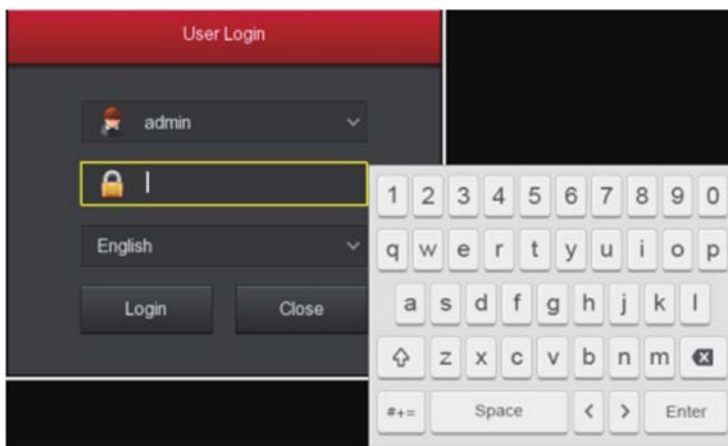 User Login
admin
English
Login Close
1 2 3 4 5 6 7 8 9 0
q w e r t y u i o p
a s d f g h j k l
z x c v b n m
#+= Space < > Enter